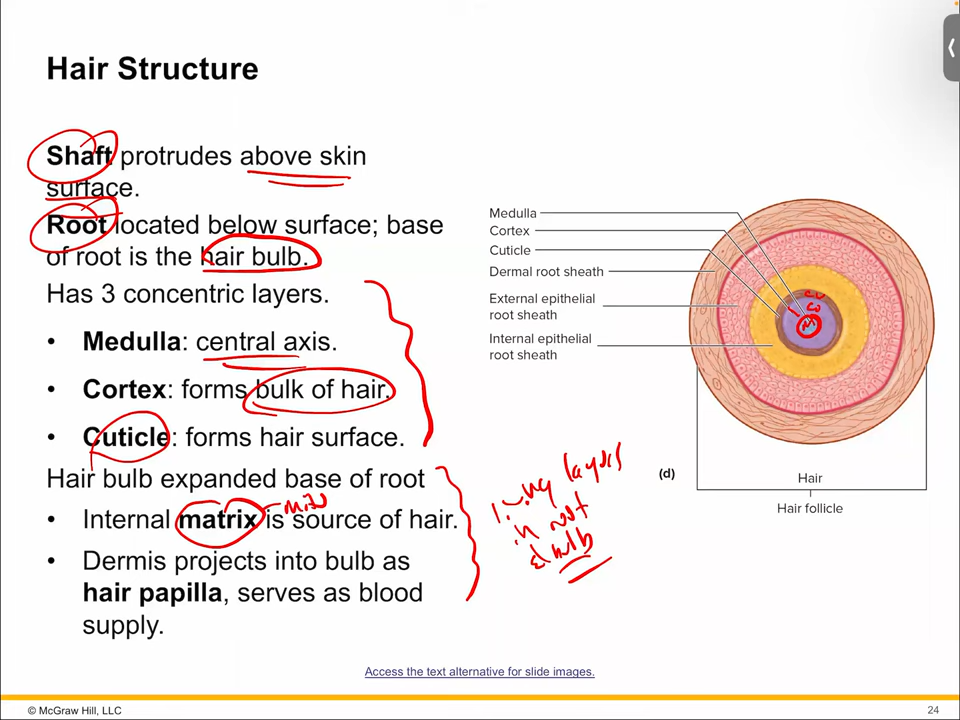 Hair Structure
Shaft protrudes above skin
surface.
Root located below surface; base
of root is the hair bulb.
Has 3 concentric layers.
• Medulla: central axis.
• Cortex: forms bulk of hair.
• Cuticle: forms hair surface.
Hair bulb expanded base of root
• Internal matrix is source of hair.
• Dermis projects into bulb as
hair papilla, serves as blood
supply.
Medulla
Cortex
Cuticle
Dermal root sheath
External epithelial
root sheath
Internal epithelial
root sheath
cu
co
M
layers
in root
bulb
(d)
Hair
Hair follicle
Access the text alternative for slide images.
© McGraw Hill, LLC
24